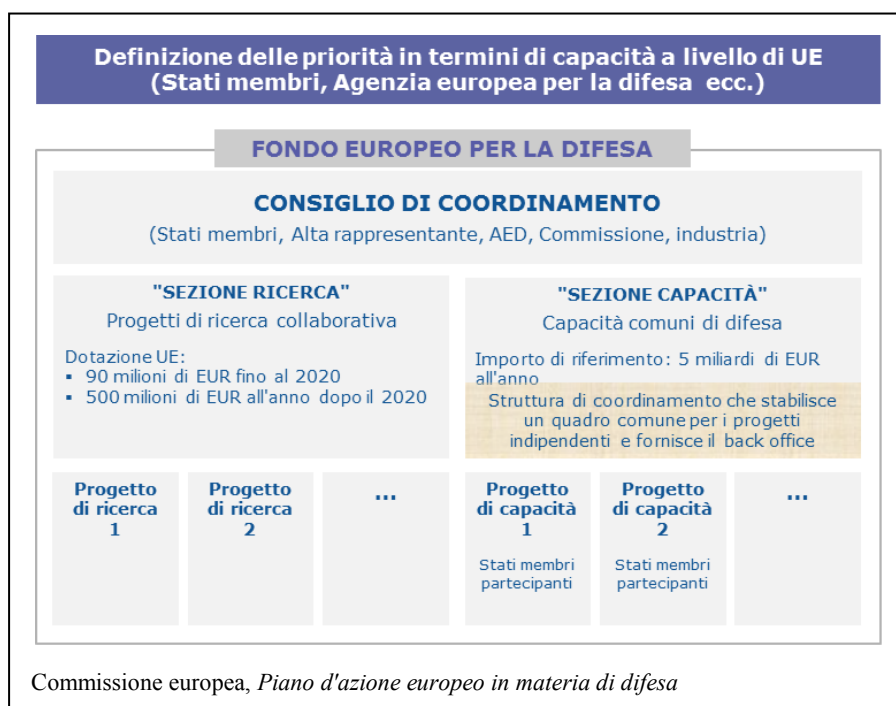 Definizione delle priorità in termini di capacità a livello di UE
(Stati membri, Agenzia europea per la difesa ecc.)
FONDO EUROPEO PER LA DIFESA
CONSIGLIO DI COORDINAMENTO
(Stati membri, Alta rappresentante, AED, Commissione, industria)
"SEZIONE RICERCA"
Progetti di ricerca collaborativa
Dotazione UE:
▪ 90 milioni di EUR fino al 2020
▪ 500 milioni di EUR all'anno dopo il 2020
"SEZIONE CAPACITÀ"
Capacità comuni di difesa
Importo di riferimento: 5 miliardi di EUR
all'anno
Struttura di coordinamento che stabilisce
un quadro comune per i progetti
indipendenti e fornisce il back office
Progetto
di ricerca
1
Progetto
di ricerca
2
...
Progetto
di capacità
1
Stati membri
partecipanti
Progetto
di capacità
2
Stati membri
partecipanti
...
Commissione europea, Piano d'azione europeo in materia di difesa